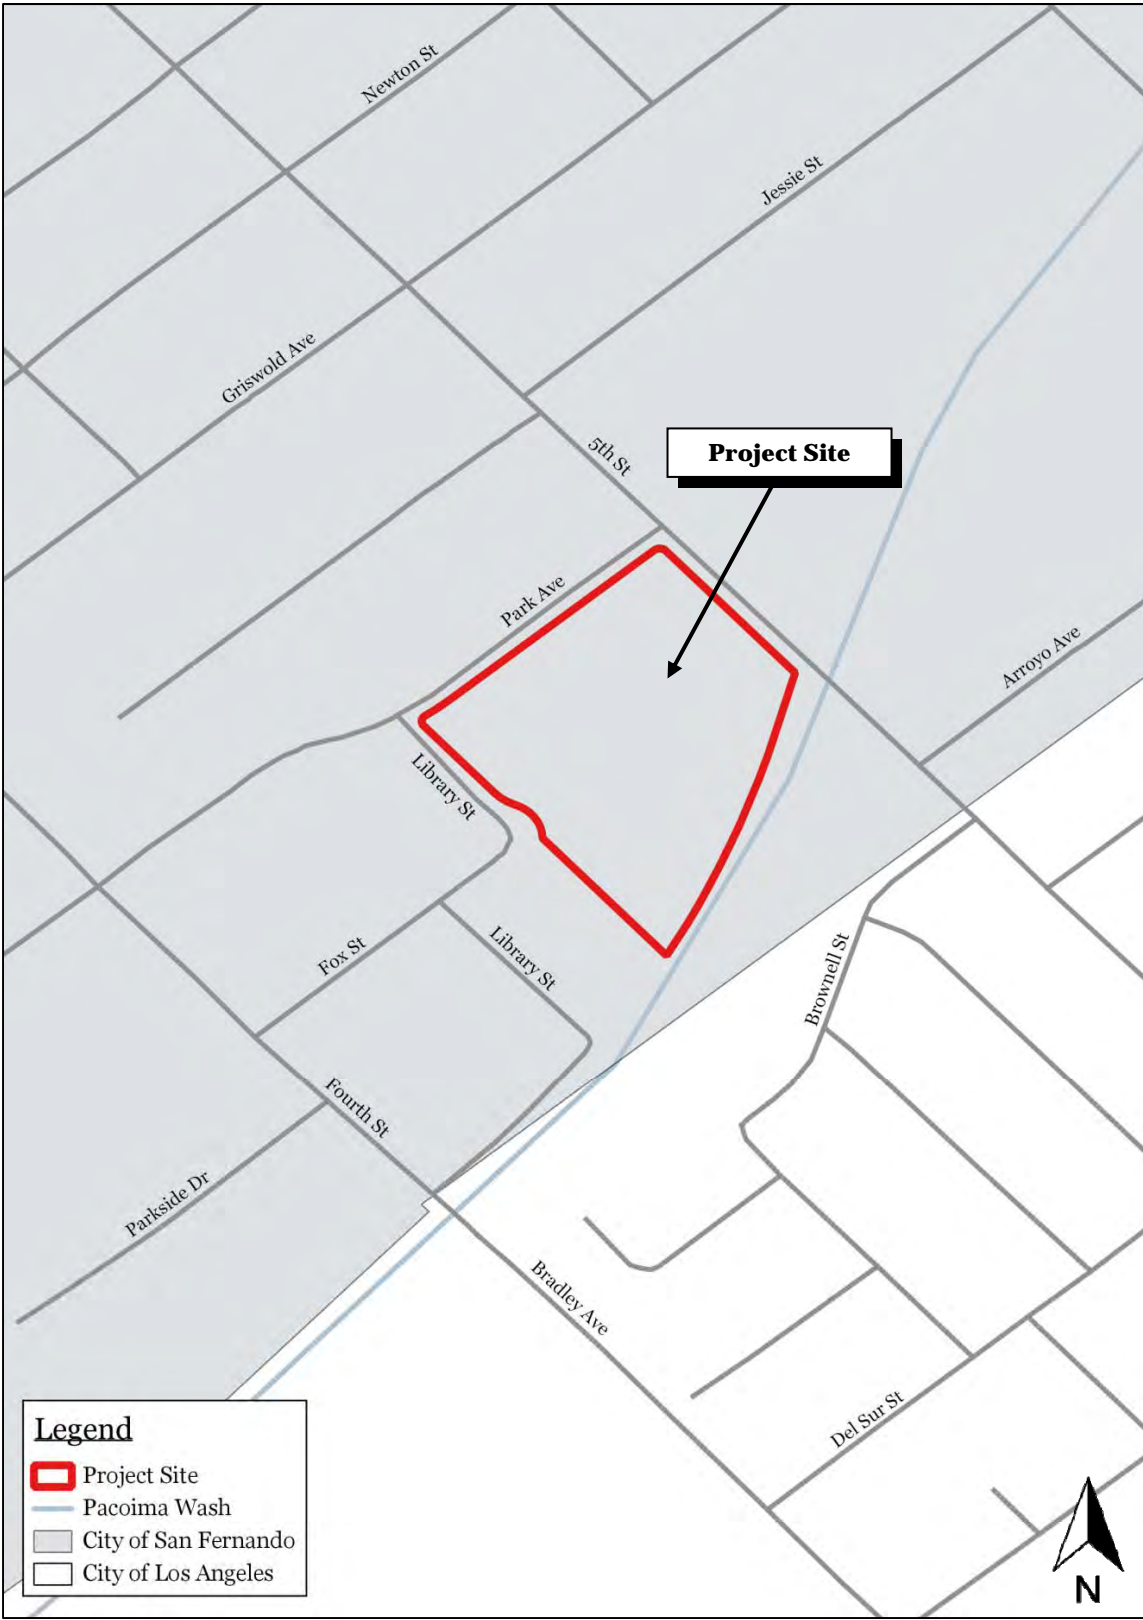 Newton St
Jessie St
Griswold Ave
5th St
Project Site
Park Ave
Arroyo Ave
Library St
Library St
Fox St
Brownell St
Fourth St
Parkside Dr
Bradley Ave
Del Sur St
Legend
Project Site
Pacoima Wash
City of San Fernando
City of Los Angeles
N